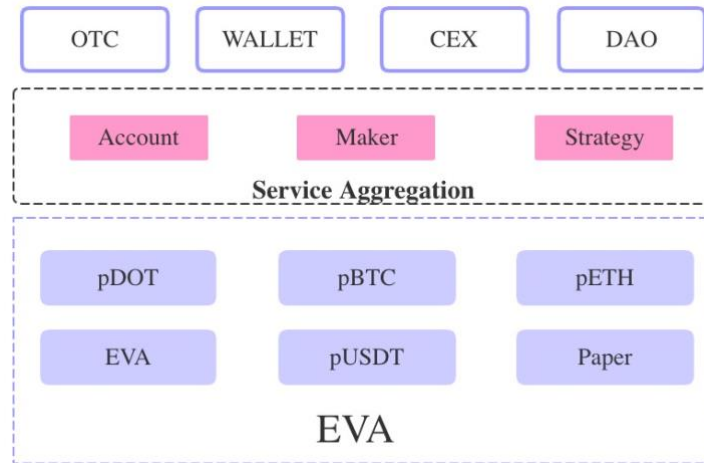 OTC WALLET CEX DAO
Account Maker Strategy
Service Aggregation
pDOT pBTC pETH
EVA pUSDT Paper
EVA